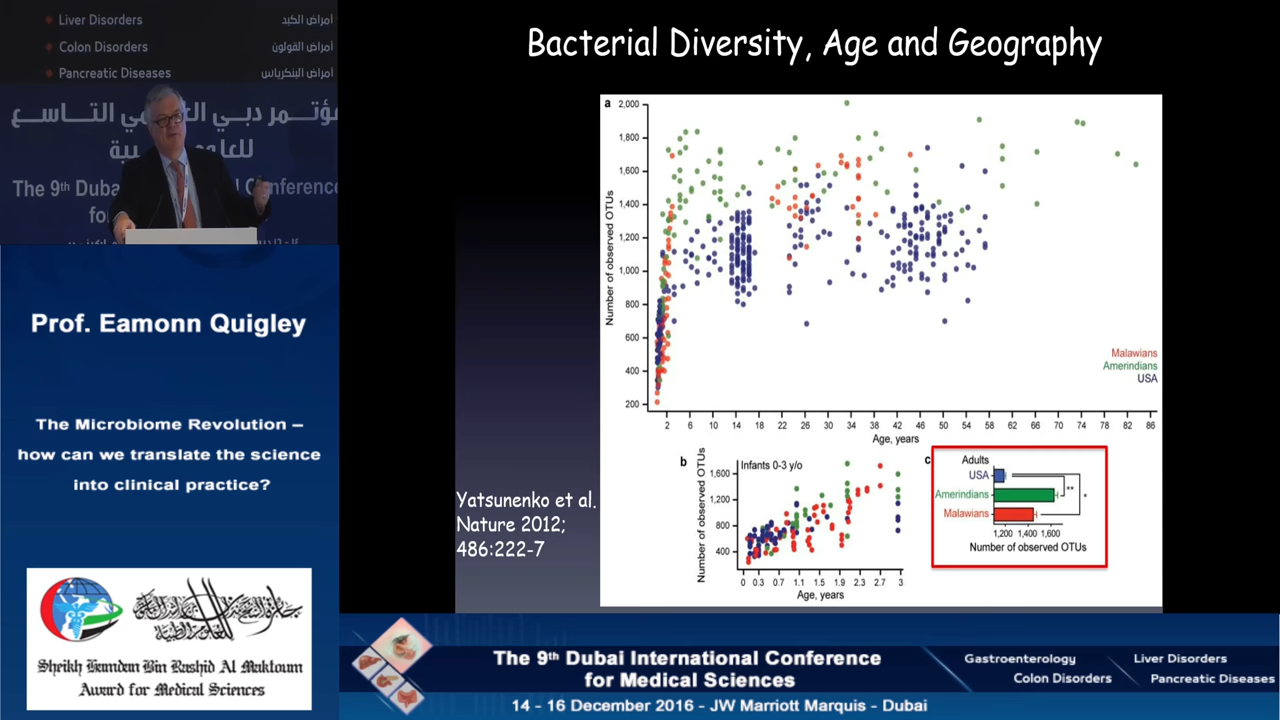 Liver Disorders
أمراض الكبد
Colon Disorders
أمراض القولون
Pancreatic Diseases
أمراض البنكرياس
التاسع
The 9th Dubai
Conference
Prof. Eamonn Quigley
The Microbiome Revolution –
how can we translate the science
into clinical practice?
Sheikh Hamdan Bin Rashid Al Maktoum
Award for Medical Sciences
Bacterial Diversity, Age and Geography
a
Number of observed OTUs
2,000
1,800
1,600
1,400
1,200
1,000
800
600
400
200
Malawians
Amerindians
USA
2 6 10 14 18 22 26 30 34 38 42 46 50 54 58 62 66 70 74 78 82 86
Age, years
b
Infants 0-3 y/o
Number of observed OTUs
1,600
1,200
800
400
0 0.3 0.7 1.1 1.5 1.9 2.3 2.7 3
Age, years
c
Adults
USA
Amerindians
Malawians
**
*
1,200 1,400 1,600
Number of observed OTUs
Yatsunenko et al.
Nature 2012;
486:222-7
The 9th Dubai International Conference
for Medical Sciences
14 - 16 December 2016 - JW Marriott Marquis - Dubai
Gastroenterology
Liver Disorders
Colon Disorders
Pancreatic Diseases